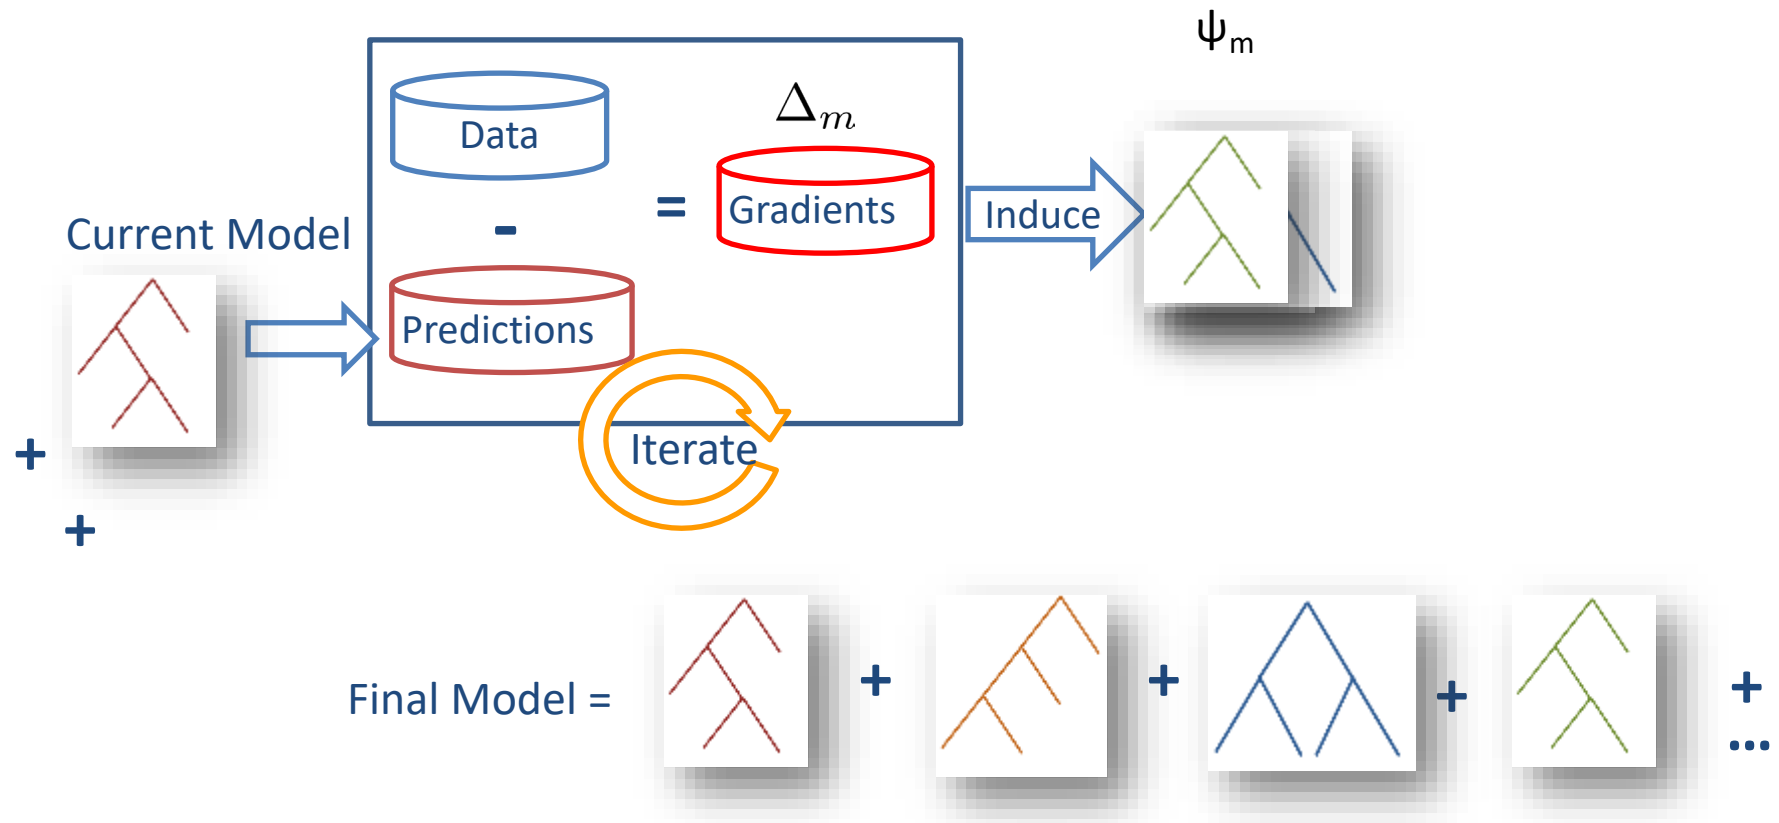 ψm
Data
Δm
-
=
Gradients
Induce
Current Model
Predictions
Iterate
+
+
Final Model =
+
+
+
+
...